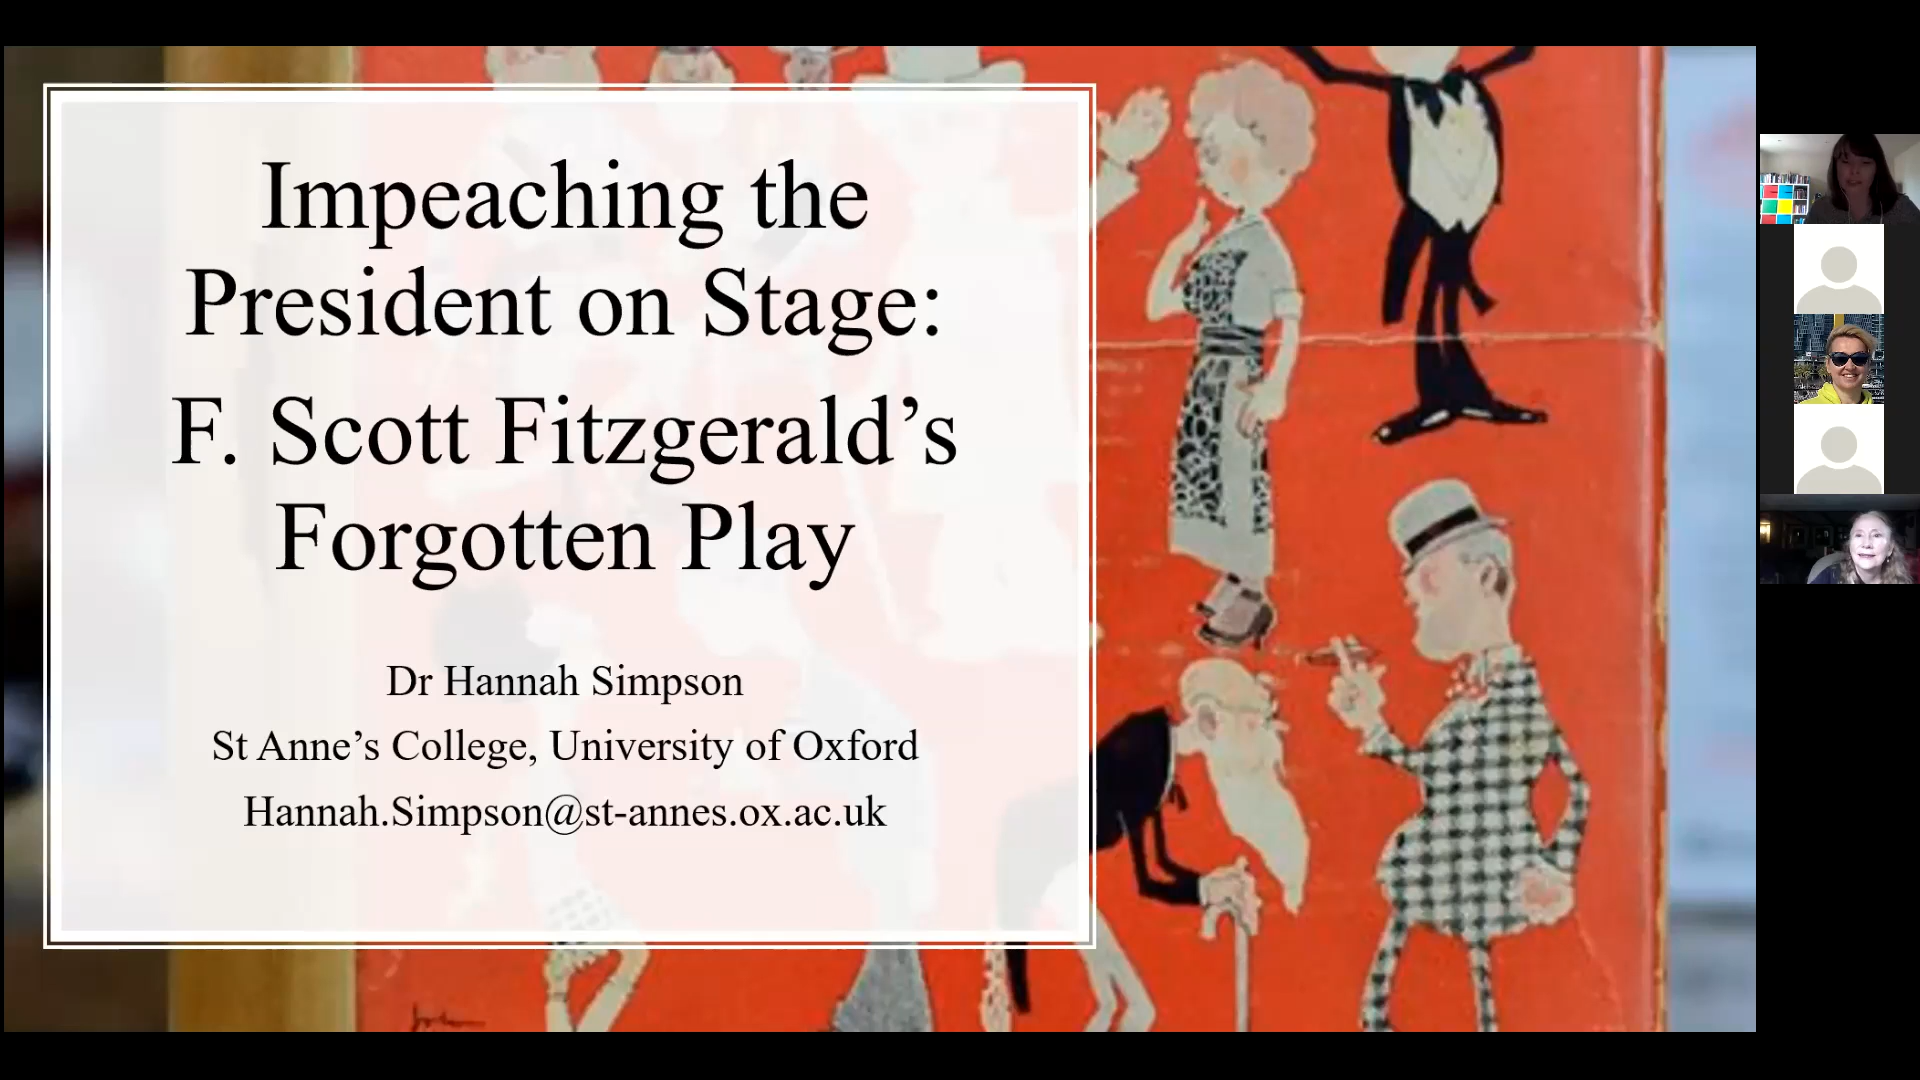 Impeaching the
President on Stage:
F. Scott Fitzgerald’s
Forgotten Play
Dr Hannah Simpson
St Anne’s College, University of Oxford
Hannah.Simpson@st-annes.ox.ac.uk